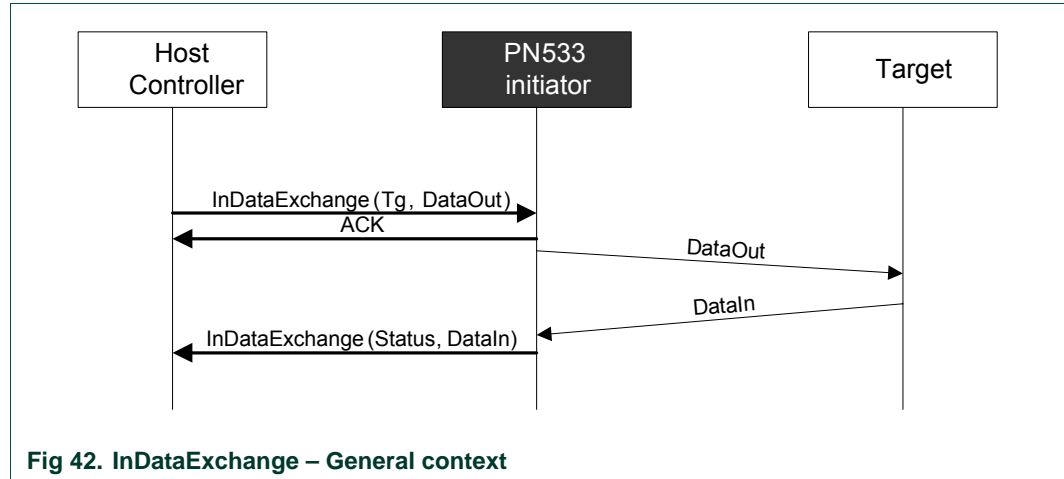 Host
Controller
PN533
initiator
Target
InDataExchange (Tg, DataOut)
ACK
DataOut
DataIn
InDataExchange (Status, DataIn)
Fig 42. InDataExchange – General context